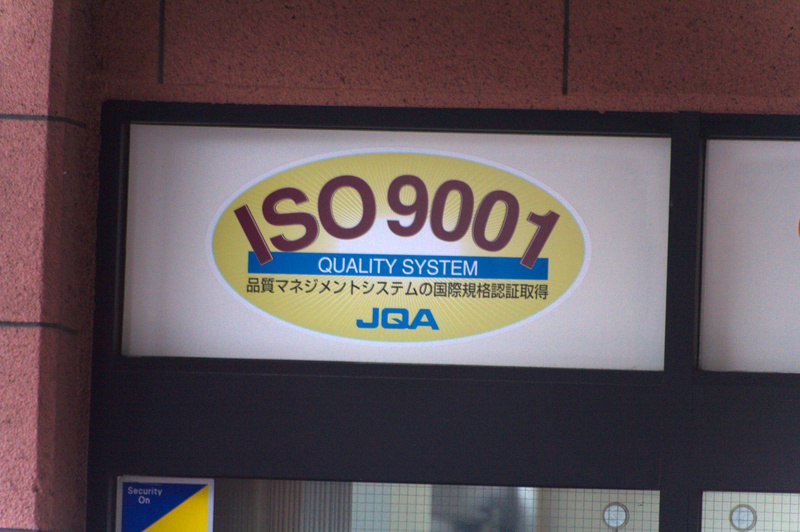 ISO 9001
QUALITY SYSTEM
品質マネジメントシステムの国際規格認証取得
JQA
Security
On